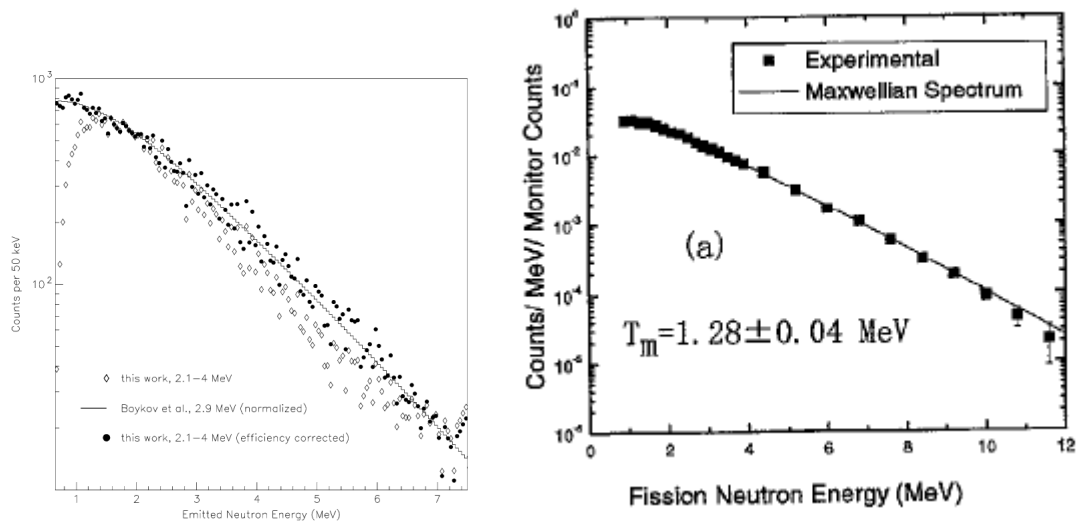 10³
10²
Counts per 50 keV
this work, 2.1–4 MeV
Boykov et al., 2.9 MeV (normalized)
this work, 2.1–4 MeV (efficiency corrected)
1 2 3 4 5 6 7
Emitted Neutron Energy (MeV)
10⁰
10⁻¹
10⁻²
10⁻³
10⁻⁴
10⁻⁵
Counts/ MeV/ Monitor Counts
Experimental
Maxwellian Spectrum
(a)
Tₘ=1.28±0.04 MeV
0 2 4 6 8 10 12
Fission Neutron Energy (MeV)